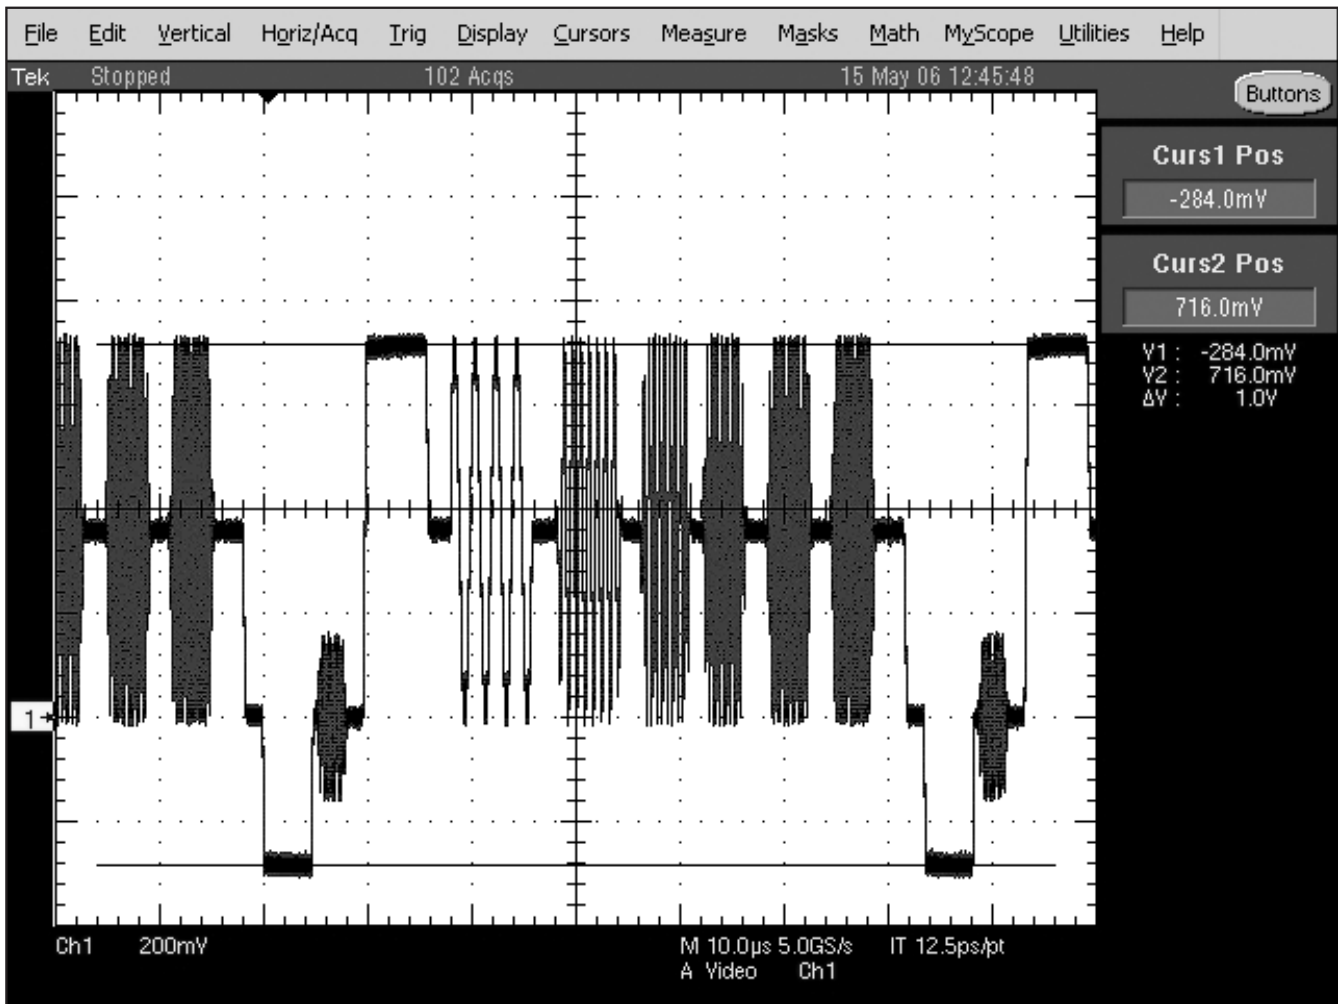 File Edit Vertical Horiz/Acq Trig Display Cursors Measure Masks Math MyScope Utilities Help
Tek Stopped 102 Acqs 15 May 06 12:45:48
Buttons
Curs1 Pos
-284.0mV
Curs2 Pos
716.0mV
V1 : -284.0mV
V2 : 716.0mV
ΔV : 1.0V
1
Ch1 200mV M 10.0µs 5.0GS/s IT 12.5ps/pt
A Video Ch1